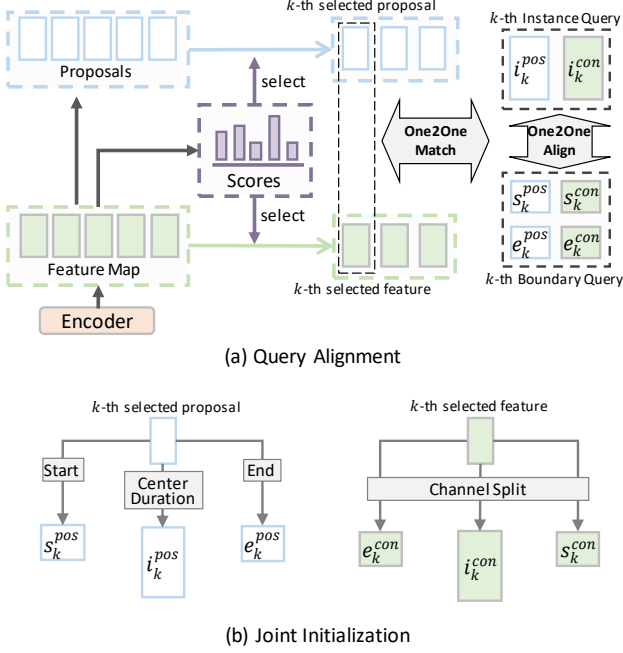 k-th selected proposal
k-th Instance Query
Proposals
select
i_k^{pos} i_k^{con}
One2One
Match
One2One
Align
Scores
select
s_k^{pos} s_k^{con}
e_k^{pos} e_k^{con}
Feature Map
k-th selected feature
k-th Boundary Query
Encoder
(a) Query Alignment
k-th selected proposal
k-th selected feature
Start
Center
Duration
End
Channel Split
s_k^{pos}
i_k^{pos}
e_k^{pos}
e_k^{con}
i_k^{con}
s_k^{con}
(b) Joint Initialization